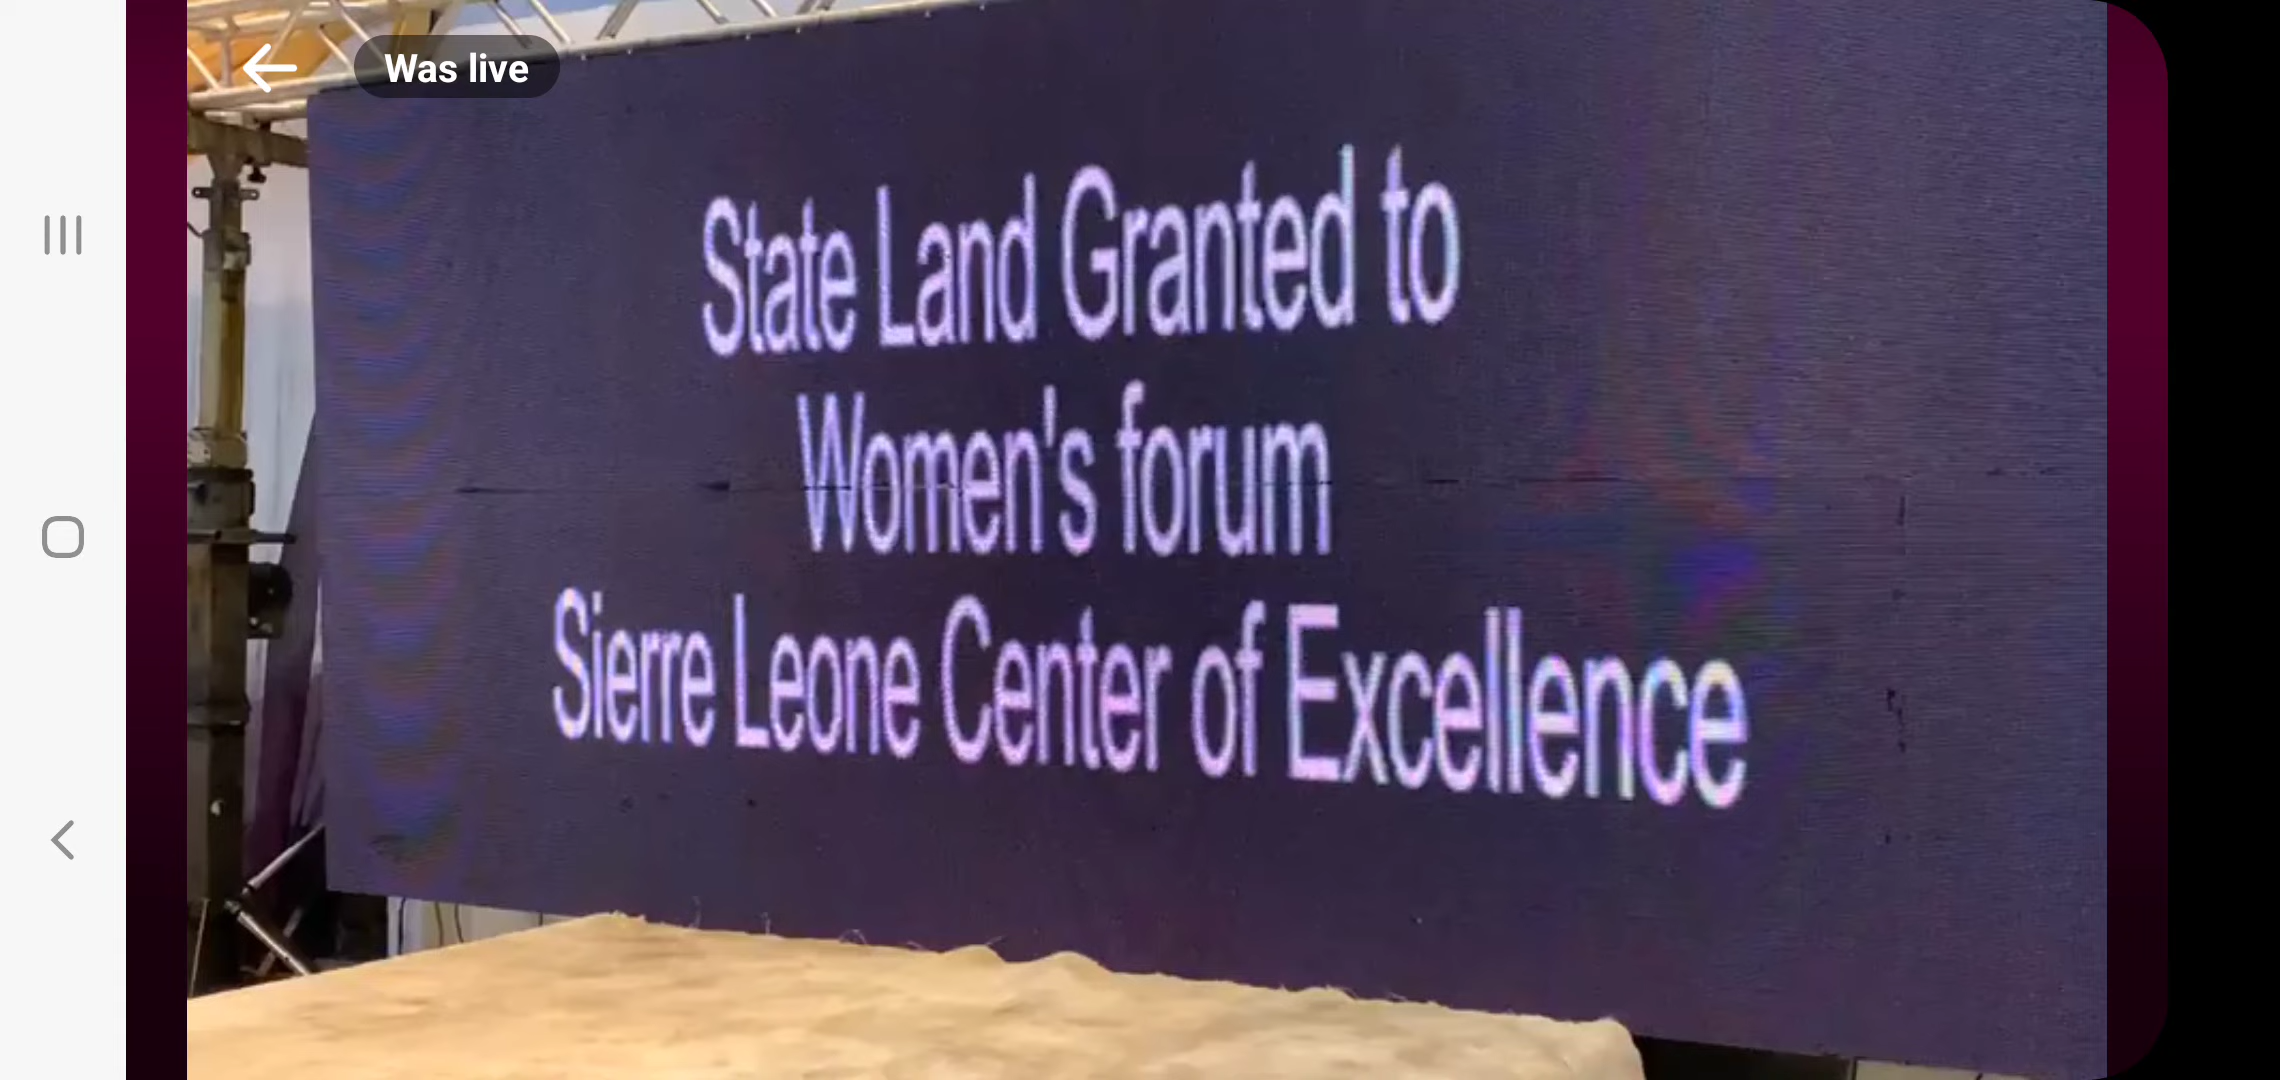 Was live
State Land Granted to
Women's forum
Sierre Leone Center of Excellence